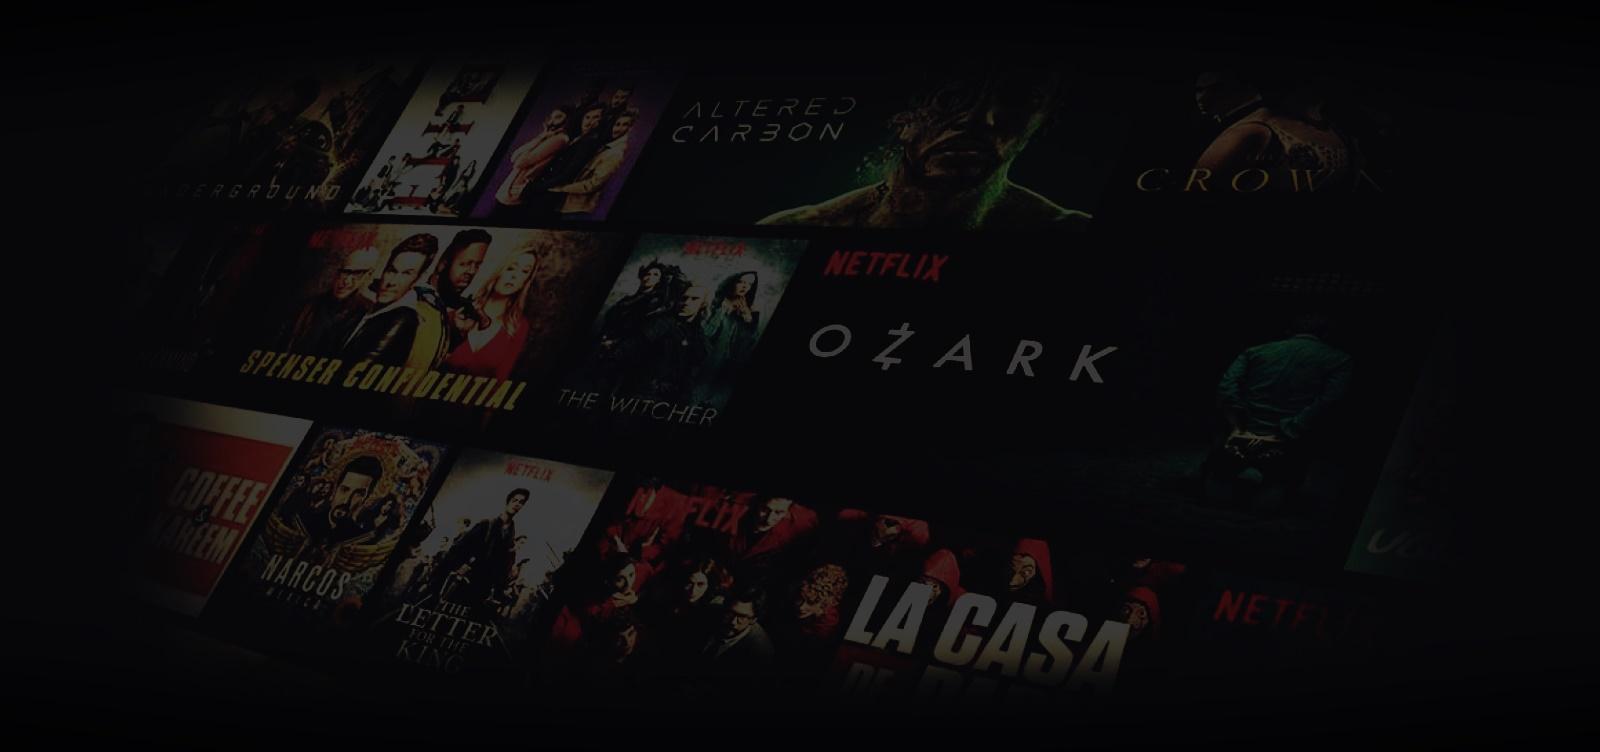 ALTERED
CARBON
CROWN
NETFLIX
SPENSER CONFIDENTIAL
NETFLIX
THE WITCHER
NETFLIX
OZARK
COFFEE
&
KAREEM
NARCOS
NETFLIX
THE
LETTER
FOR THE
KING
NETFLIX
LA CASA
DE